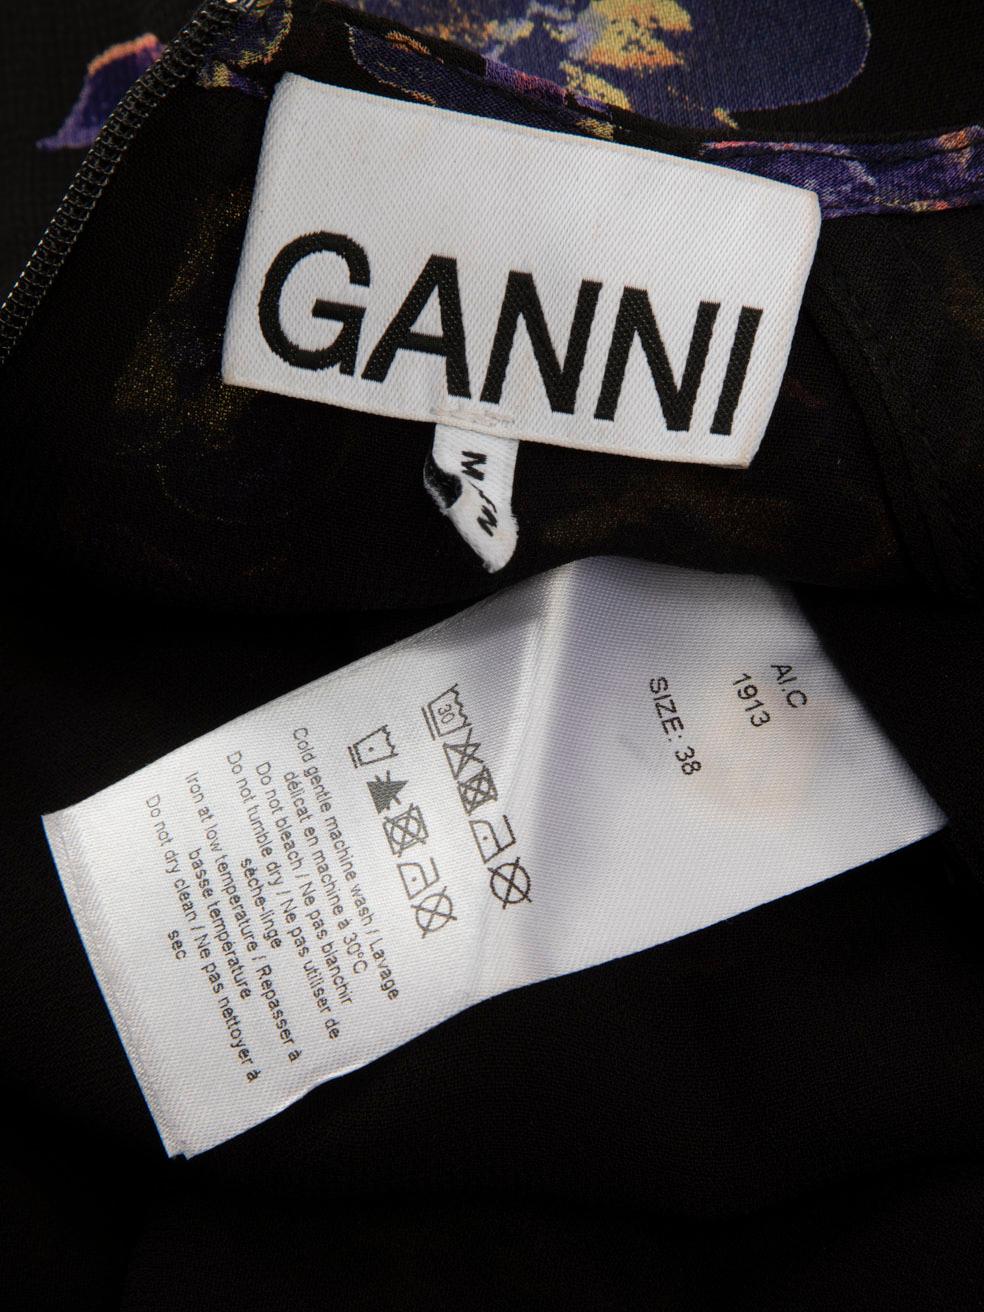 GANNI
M
AI.C
1913
SIZE: 38
30
Cold gentle machine wash / Lavage
délicat en machine à 30ºC
Do not bleach / Ne pas blanchir
Do not tumble dry / Ne pas utiliser de
sèche-linge
Iron at low temperature / Repasser à
basse température
Do not dry clean / Ne pas nettoyer à
sec